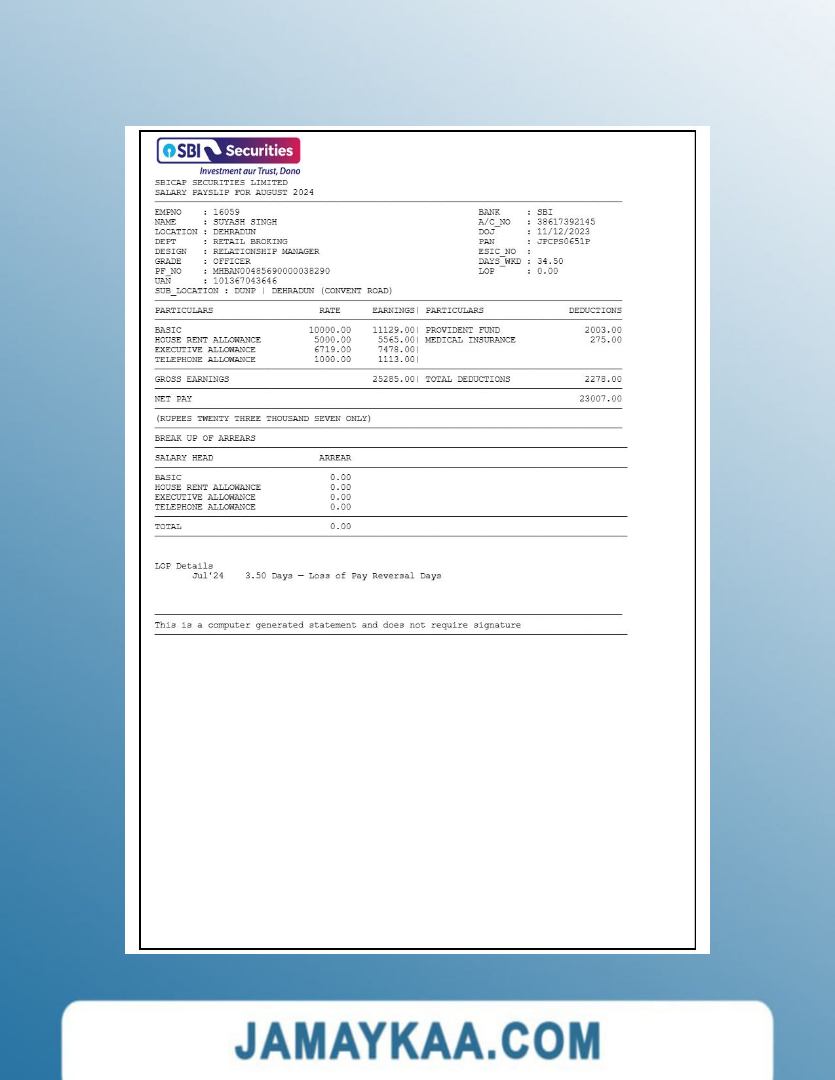 SBI Securities
Investment aur Trust, Dono
SBICAP SECURITIES LIMITED
SALARY PAYSLIP FOR AUGUST 2024
EMPNO : 16059 BANK : SBI
NAME : SUYASH SINGH A/C_NO : 38617392145
LOCATION : DEHRADUN DOJ : 11/12/2023
DEPT : RETAIL BROKING PAN : JPCPS0651P
DESIGN : RELATIONSHIP MANAGER ESIC_NO :
GRADE : OFFICER DAYS_WKD : 34.50
PF_NO : MHBAN00485690000038290 LOP : 0.00
UAN : 101367043646
SUB_LOCATION : DUNP | DEHRADUN (CONVENT ROAD)
PARTICULARS RATE EARNINGS| PARTICULARS DEDUCTIONS
BASIC 10000.00 11129.00| PROVIDENT FUND 2003.00
HOUSE RENT ALLOWANCE 5000.00 5565.00| MEDICAL INSURANCE 275.00
EXECUTIVE ALLOWANCE 6719.00 7478.00|
TELEPHONE ALLOWANCE 1000.00 1113.00|
GROSS EARNINGS 25285.00| TOTAL DEDUCTIONS 2278.00
NET PAY 23007.00
(RUPEES TWENTY THREE THOUSAND SEVEN ONLY)
BREAK UP OF ARREARS
SALARY HEAD ARREAR
BASIC 0.00
HOUSE RENT ALLOWANCE 0.00
EXECUTIVE ALLOWANCE 0.00
TELEPHONE ALLOWANCE 0.00
TOTAL 0.00
LOP Details
Jul'24 3.50 Days – Loss of Pay Reversal Days
This is a computer generated statement and does not require signature
JAMAYKAA.COM